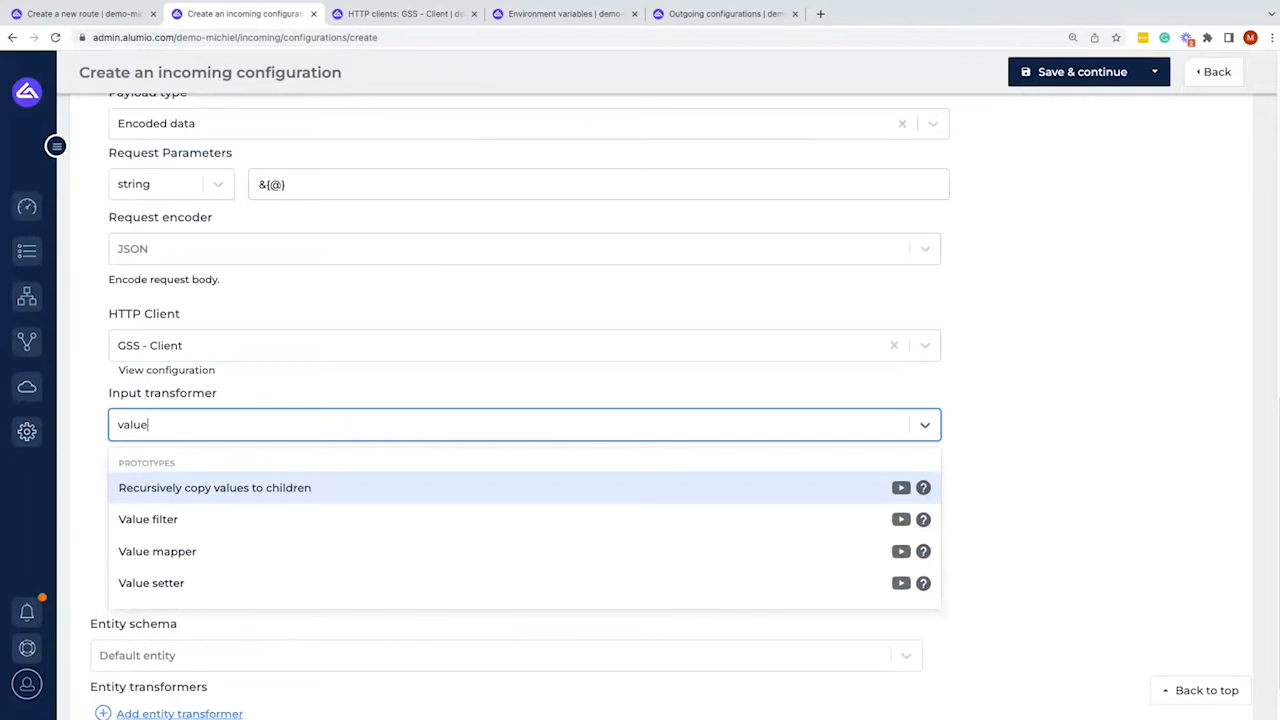 Create a new route | demo-mic
Create an incoming configurat
HTTP clients: GSS - Client | de
Environment variables | demo-
Outgoing configurations | dem
admin.alumio.com/demo-michiel/incoming/configurations/create
M
2
Create an incoming configuration
Save & continue
Back
Payload type
Encoded data
Request Parameters
string
&{@}
Request encoder
JSON
Encode request body.
HTTP Client
GSS - Client
View configuration
Input transformer
value
PROTOTYPES
Recursively copy values to children
Value filter
Value mapper
Value setter
Entity schema
Default entity
Entity transformers
Add entity transformer
Back to top